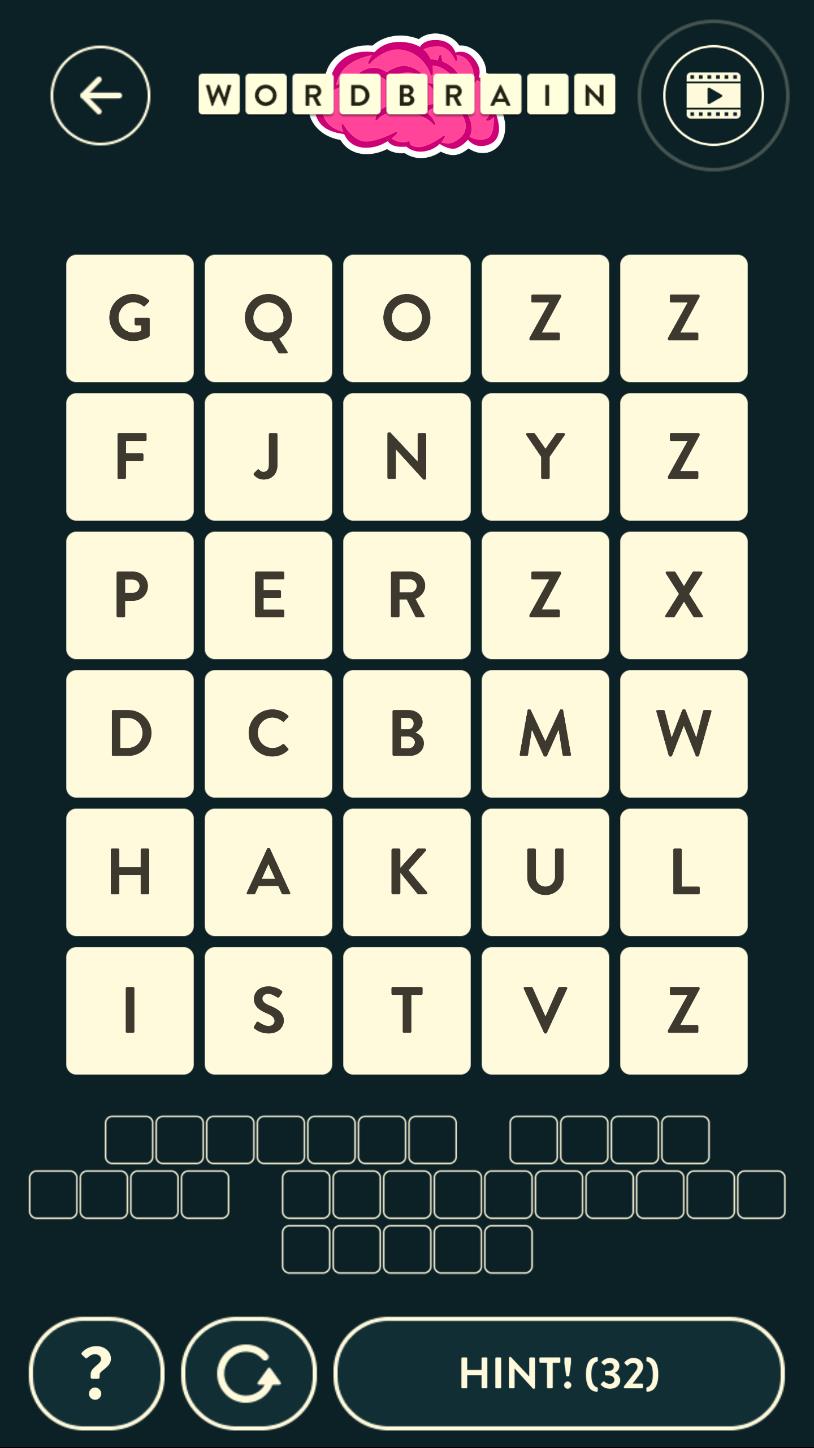 WORDBRAIN
G Q O Z Z
F J N Y Z
P E R Z X
D C B M W
H A K U L
I S T V Z
? HINT! (32)